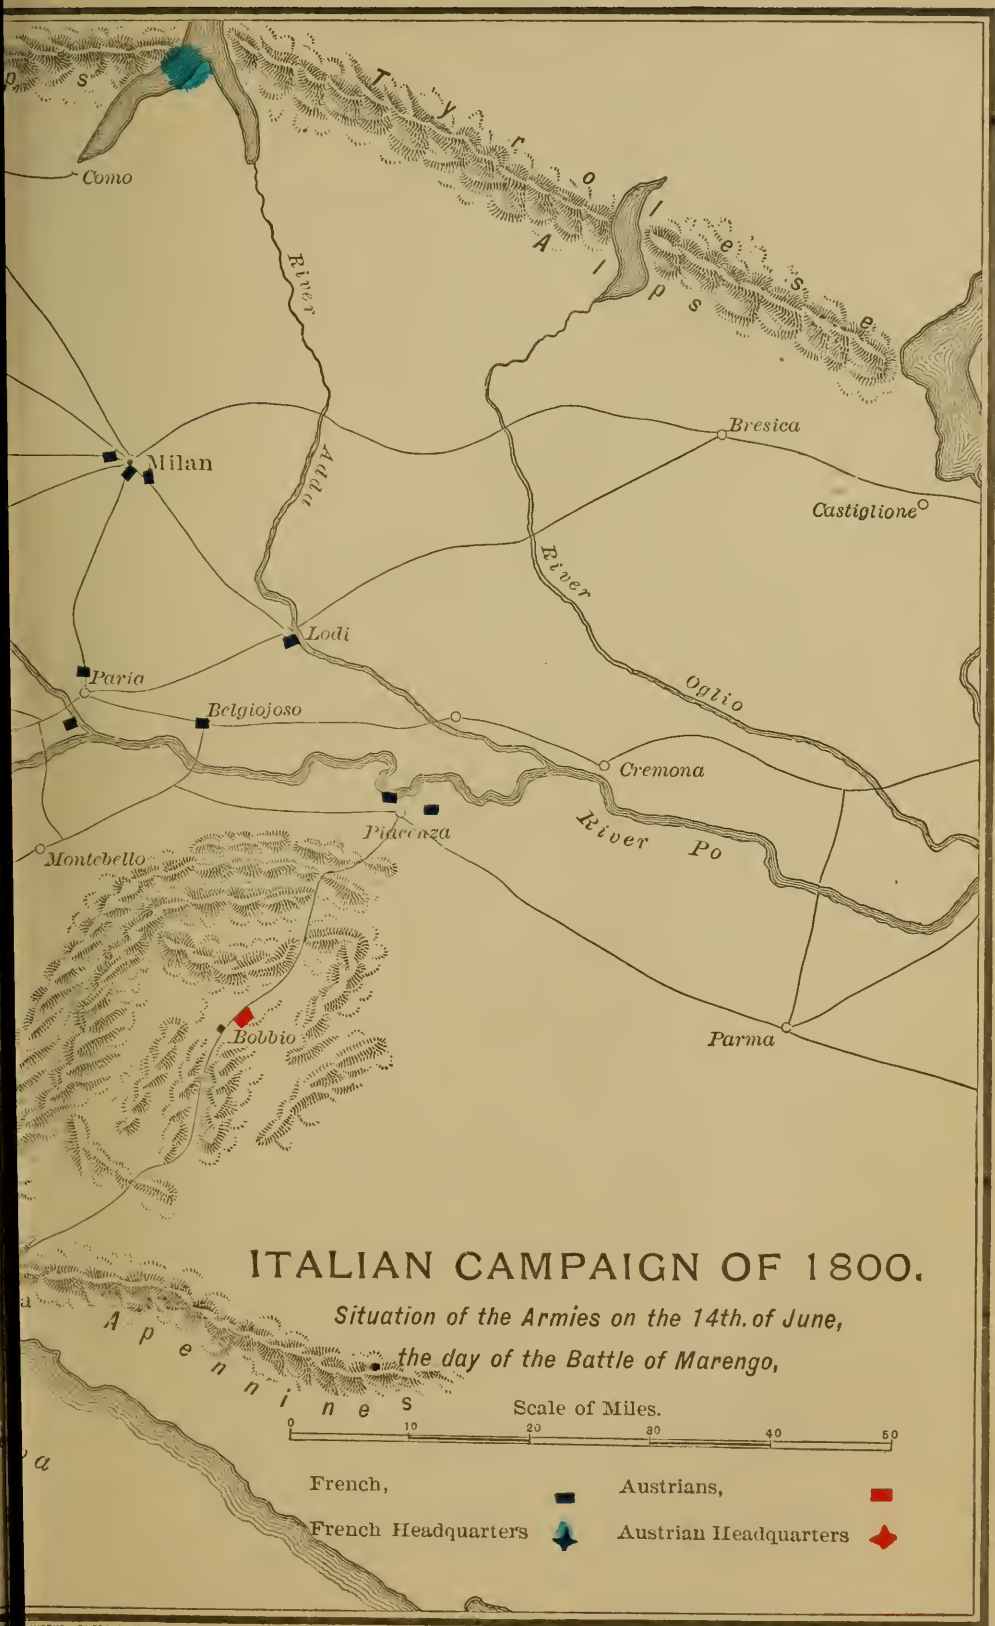 p s
Tyrolese
Alps
Como
River
Adda
Milan
Bresica
Castiglione
River
Oglio
Lodi
Paria
Belgiojoso
Cremona
Piacenza
River Po
Montebello
Bobbio
Parma
ITALIAN CAMPAIGN OF 1800.
Situation of the Armies on the 14th. of June,
the day of the Battle of Marengo,
a
Apennines
Scale of Miles.
0 10 20 30 40 50
a
French,
Austrians,
French Headquarters
Austrian Headquarters